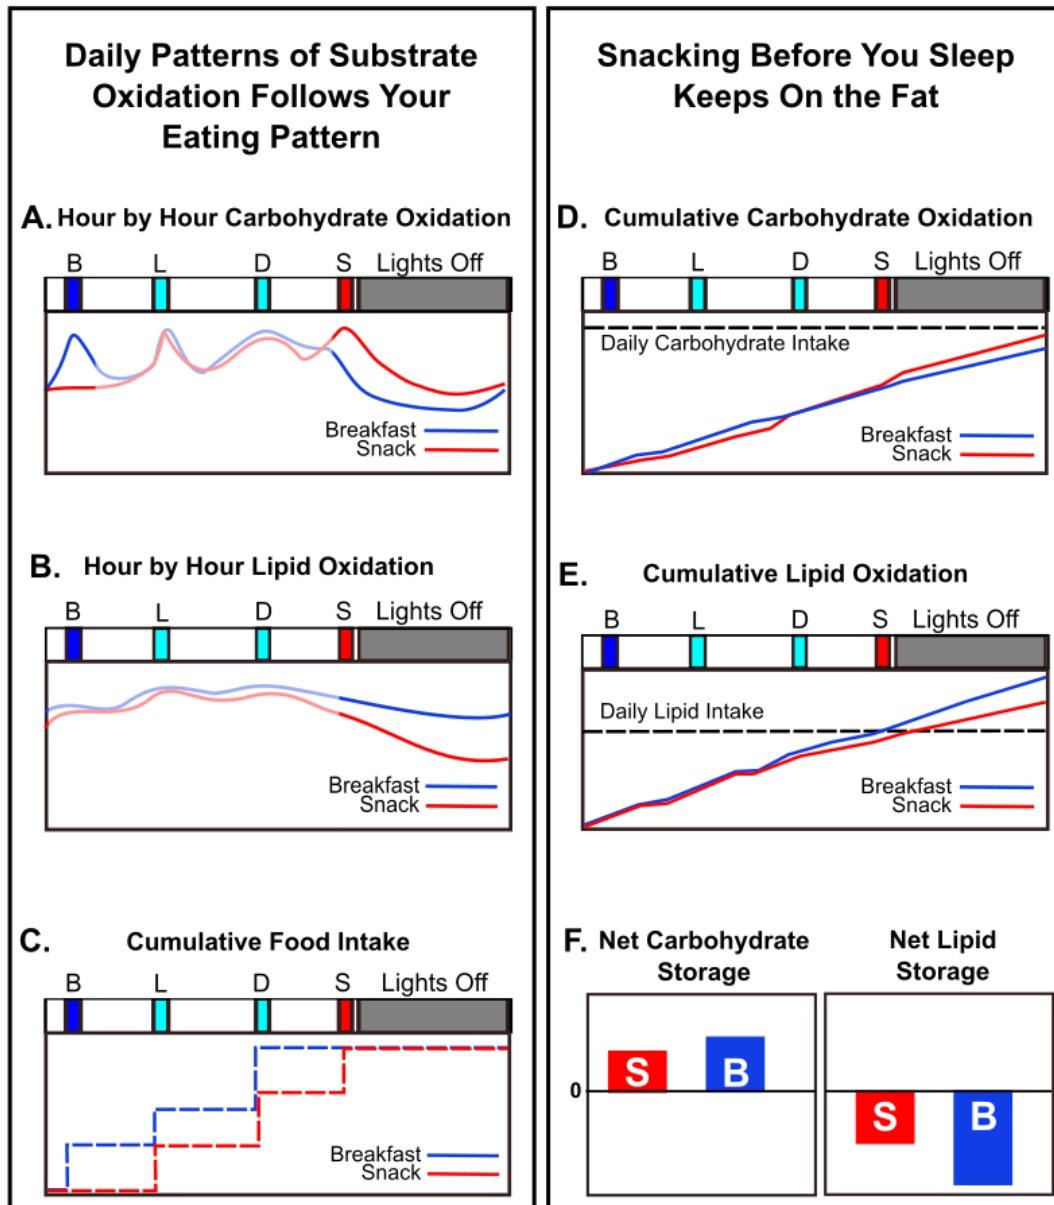 Daily Patterns of Substrate
Oxidation Follows Your
Eating Pattern
A. Hour by Hour Carbohydrate Oxidation
B L D S Lights Off
Breakfast
Snack
B. Hour by Hour Lipid Oxidation
B L D S Lights Off
Breakfast
Snack
C. Cumulative Food Intake
B L D S Lights Off
Breakfast
Snack
Snacking Before You Sleep
Keeps On the Fat
D. Cumulative Carbohydrate Oxidation
B L D S Lights Off
Daily Carbohydrate Intake
Breakfast
Snack
E. Cumulative Lipid Oxidation
B L D S Lights Off
Daily Lipid Intake
Breakfast
Snack
F. Net Carbohydrate
Storage
Net Lipid
Storage
0
S B
S B